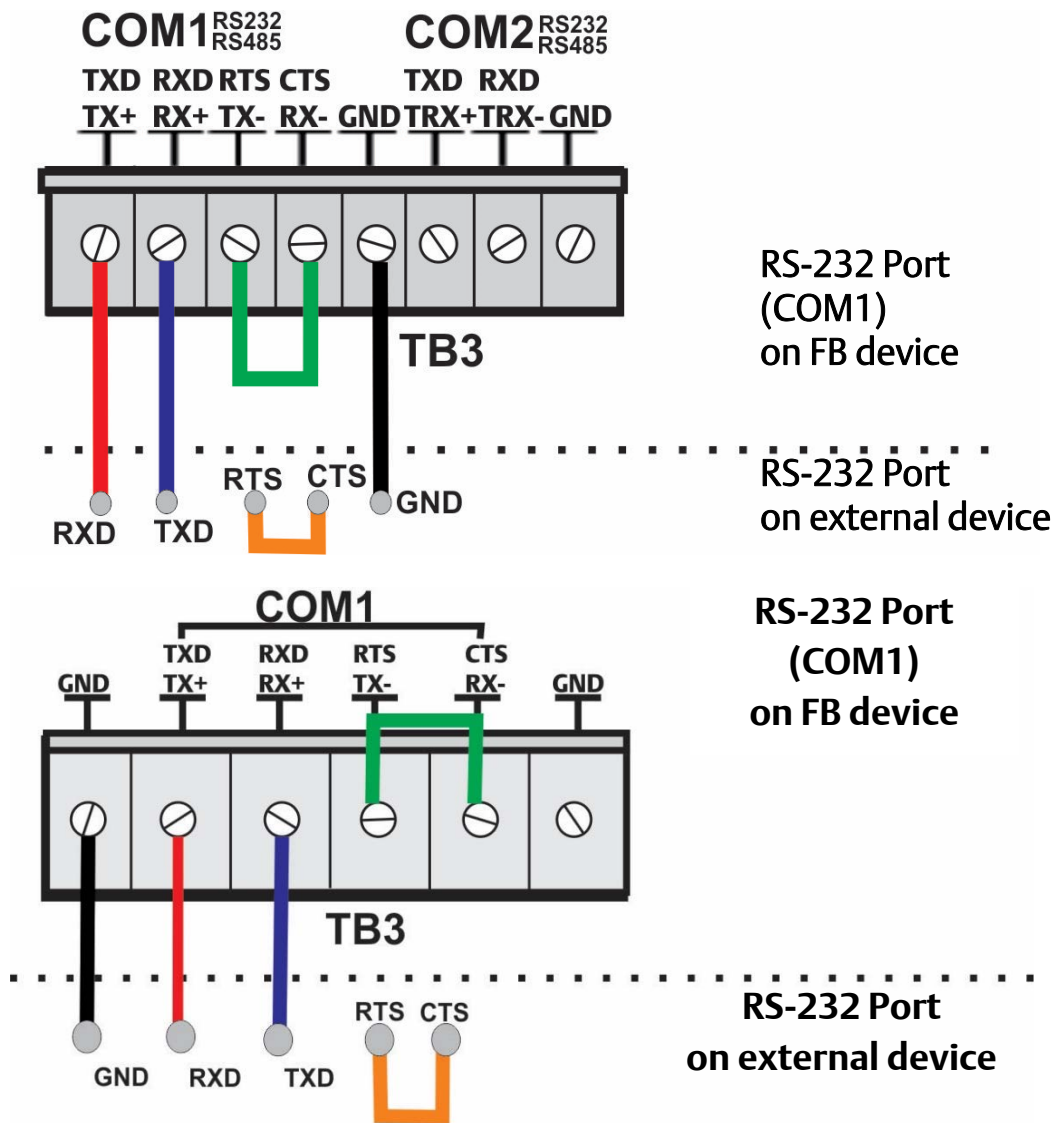 COM1 RS232 RS485 COM2 RS232 RS485
TXD RXD RTS CTS TXD RXD
TX+ RX+ TX- RX- GND TRX+ TRX- GND
TB3
RS-232 Port
(COM1)
on FB device
RTS CTS
RXD TXD GND
RS-232 Port
on external device
COM1
TXD RXD RTS CTS
GND TX+ RX+ TX- RX- GND
RS-232 Port
(COM1)
on FB device
TB3
RTS CTS
GND RXD TXD
RS-232 Port
on external device